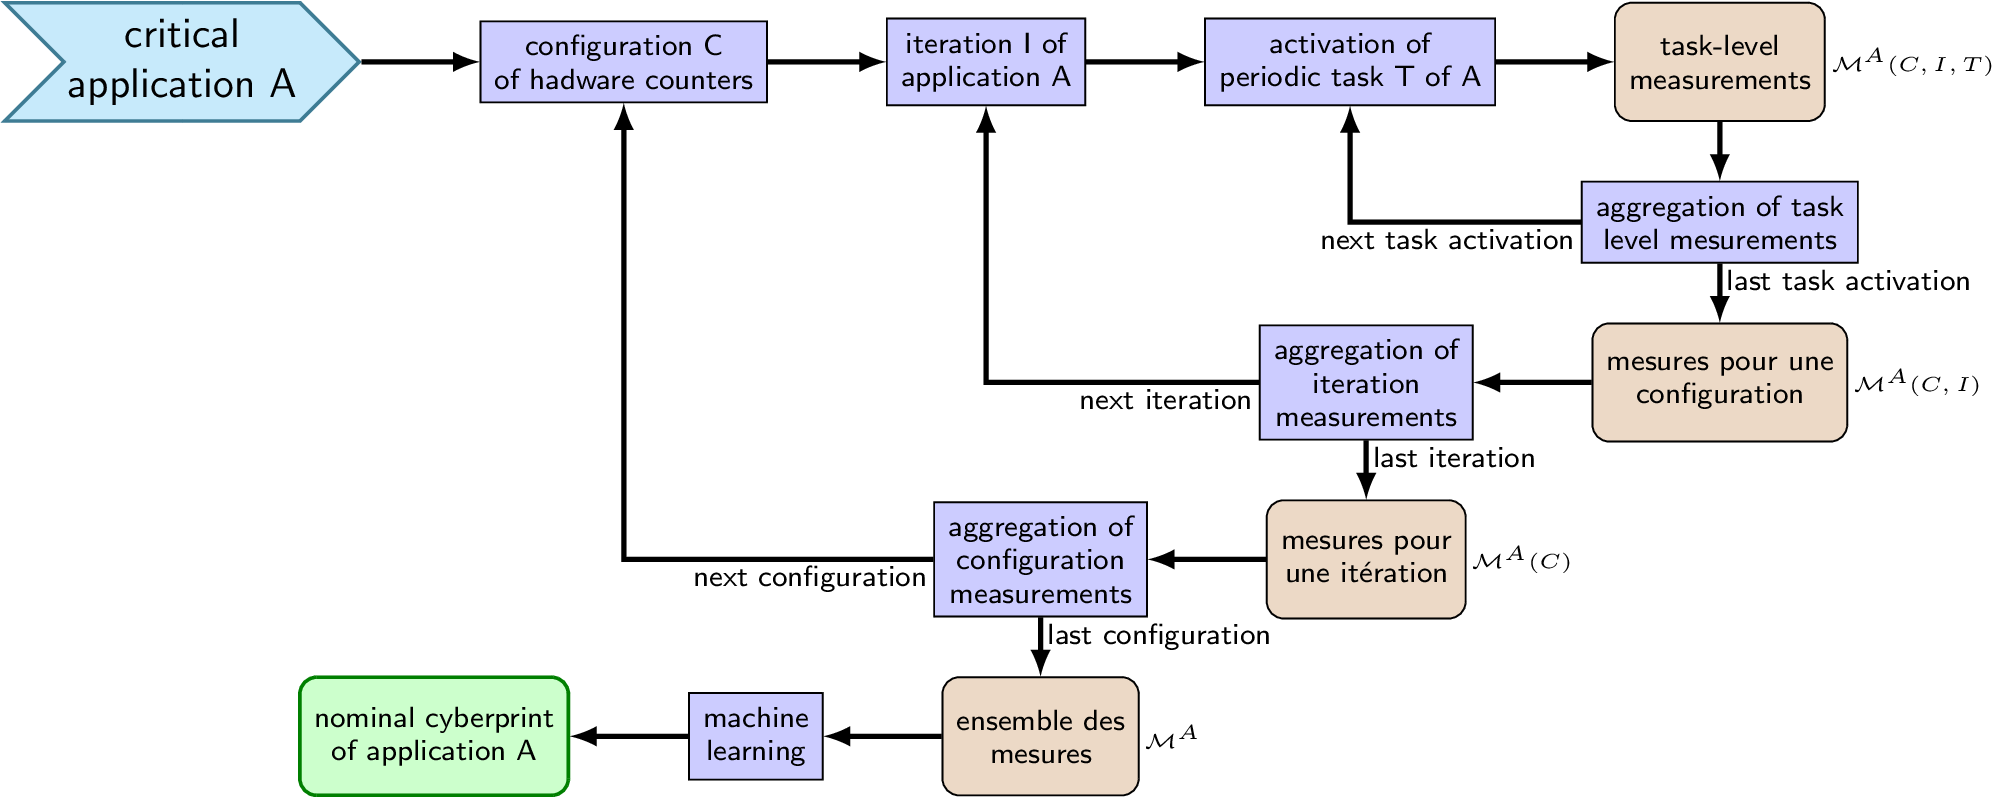 critical
application A
configuration C
of hadware counters
iteration I of
application A
activation of
periodic task T of A
task-level
measurements
ℳ^A(C, I, T)
aggregation of task
level mesurements
next task activation
last task activation
aggregation of
iteration
measurements
mesures pour une
configuration
ℳ^A(C, I)
next iteration
last iteration
aggregation of
configuration
measurements
mesures pour
une itération
ℳ^A(C)
next configuration
last configuration
nominal cyberprint
of application A
machine
learning
ensemble des
mesures
ℳ^A